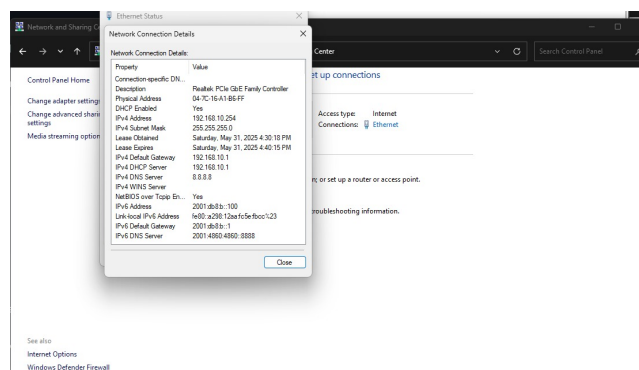 Ethernet Status
Network and Sharing C
Network Connection Details
Center
Search Control Panel
Network Connection Details:
Property Value
Connection-specific DN...
Description Realtek PCIe GbE Family Controller
Physical Address 04-7C-16-A1-B6-FF
DHCP Enabled Yes
IPv4 Address 192.168.10.254
IPv4 Subnet Mask 255.255.255.0
Lease Obtained Saturday, May 31, 2025 4:30:18 PM
Lease Expires Saturday, May 31, 2025 4:40:15 PM
IPv4 Default Gateway 192.168.10.1
IPv4 DHCP Server 192.168.10.1
IPv4 DNS Server 8.8.8.8
IPv4 WINS Server
NetBIOS over Tcpip En... Yes
IPv6 Address 2001:db8:b::100
Link-local IPv6 Address fe80::a298:12aa:fc5e:fbcc%23
IPv6 Default Gateway 2001:db8:b::1
IPv6 DNS Server 2001:4860:4860::8888
Close
Control Panel Home
Change adapter setting
Change advanced shari
settings
Media streaming option
et up connections
Access type: Internet
Connections: Ethernet
n; or set up a router or access point.
troubleshooting information.
See also
Internet Options
Windows Defender Firewall